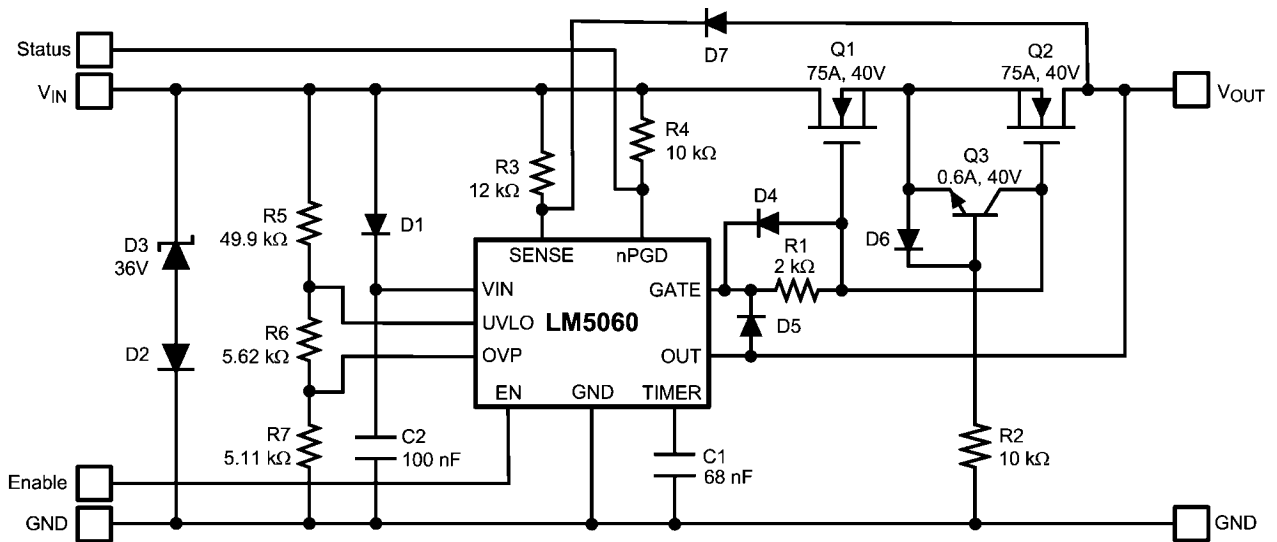 Status
VIN
D7
Q1
75A, 40V
Q2
75A, 40V
VOUT
R3
12 kΩ
R4
10 kΩ
Q3
0.6A, 40V
D3
36V
R5
49.9 kΩ
D1
D4
R1
2 kΩ
D6
SENSE
nPGD
VIN
GATE
UVLO
LM5060
D5
OVP
OUT
EN
GND
TIMER
D2
R6
5.62 kΩ
R7
5.11 kΩ
C2
100 nF
C1
68 nF
R2
10 kΩ
Enable
GND
GND